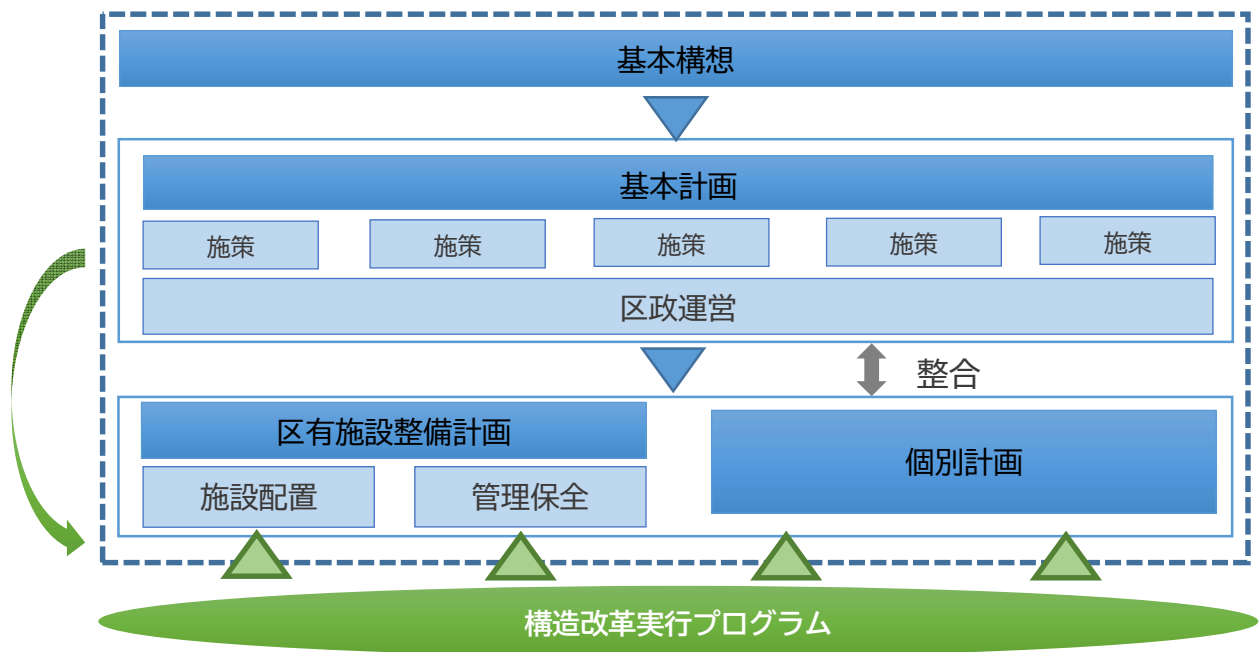 基本構想
基本計画
施策
施策
施策
施策
施策
区政運営
整合
区有施設整備計画
個別計画
施設配置
管理保全
構造改革実行プログラム